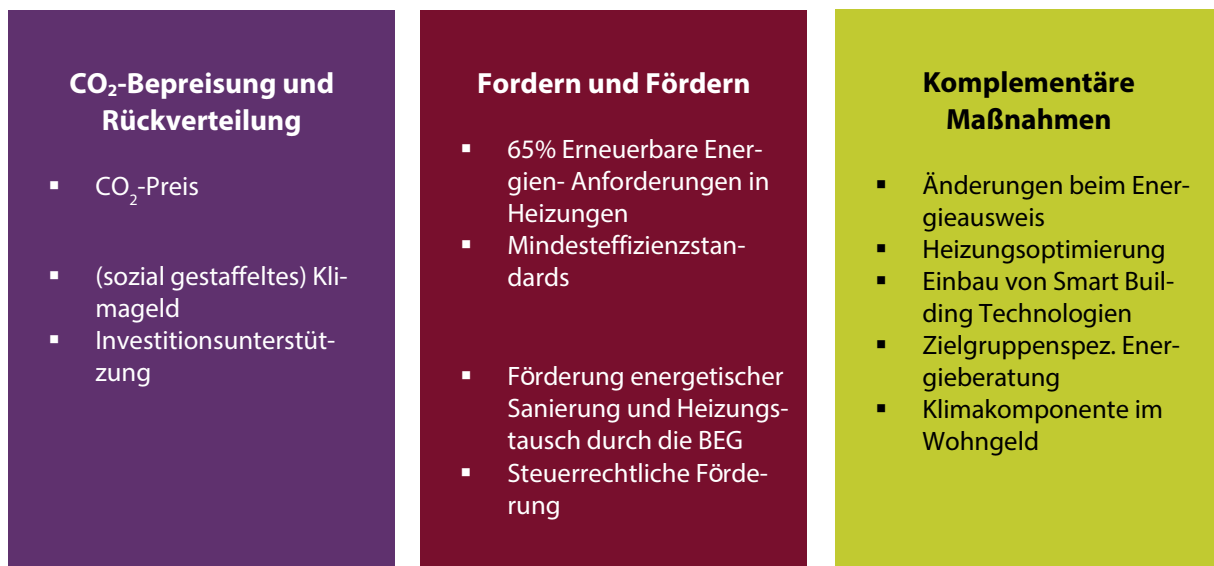 CO₂-Bepreisung und
Rückverteilung
▪ CO₂-Preis
▪ (sozial gestaffeltes) Kli-
mageld
▪ Investitionsunterstüt-
zung
Fordern und Fördern
▪ 65% Erneuerbare Ener-
gien- Anforderungen in
Heizungen
▪ Mindesteffizienzstan-
dards
▪ Förderung energetischer
Sanierung und Heizungs-
tausch durch die BEG
▪ Steuerrechtliche Förde-
rung
Komplementäre
Maßnahmen
▪ Änderungen beim Ener-
gieausweis
▪ Heizungsoptimierung
▪ Einbau von Smart Buil-
ding Technologien
▪ Zielgruppenspez. Ener-
gieberatung
▪ Klimakomponente im
Wohngeld